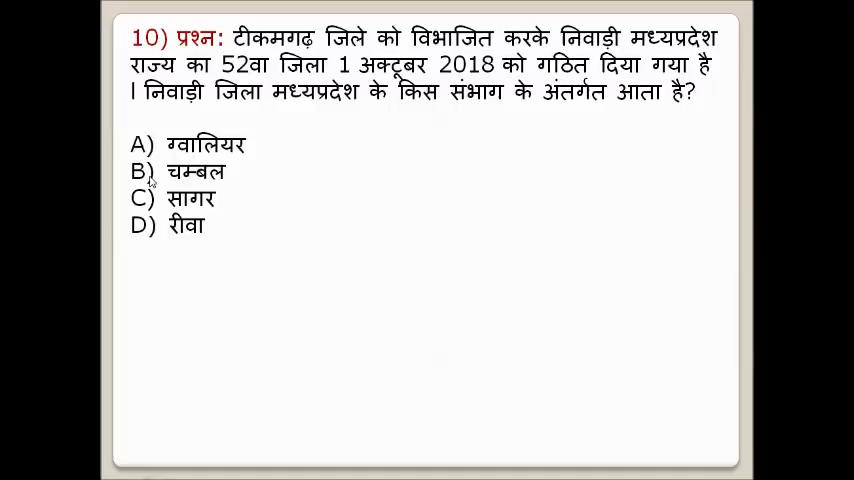 10) प्रश्न: टीकमगढ़ जिले को विभाजित करके निवाड़ी मध्यप्रदेश
राज्य का 52वा जिला 1 अक्टूबर 2018 को गठित दिया गया है
l निवाड़ी जिला मध्यप्रदेश के किस संभाग के अंतर्गत आता है?
A) ग्वालियर
B) चम्बल
C) सागर
D) रीवा